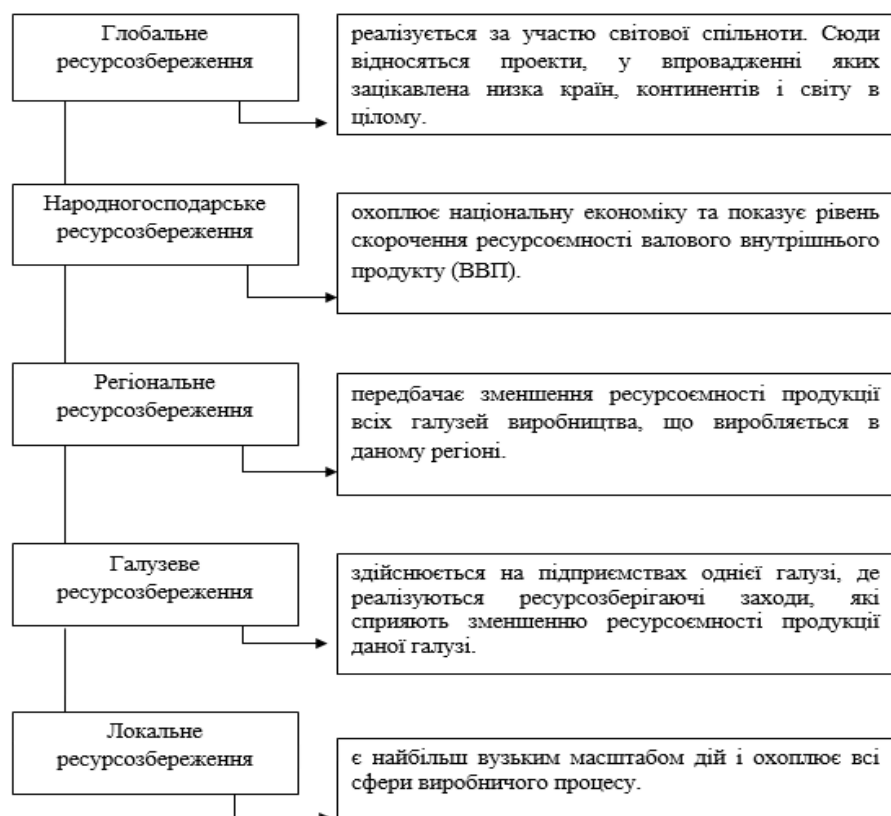 Глобальне
ресурсозбереження
реалізується за участю світової спільноти. Сюди
відносяться проекти, у впровадженні яких
зацікавлена низка країн, континентів і світу в
цілому.
Народногосподарське
ресурсозбереження
охоплює національну економіку та показує рівень
скорочення ресурсоємності валового внутрішнього
продукту (ВВП).
Регіональне
ресурсозбереження
передбачає зменшення ресурсоємності продукції
всіх галузей виробництва, що виробляється в
даному регіоні.
Галузеве
ресурсозбереження
здійснюється на підприємствах однієї галузі, де
реалізуються ресурсозберігаючі заходи, які
сприяють зменшенню ресурсоємності продукції
даної галузі.
Локальне
ресурсозбереження
є найбільш вузьким масштабом дій і охоплює всі
сфери виробничого процесу.